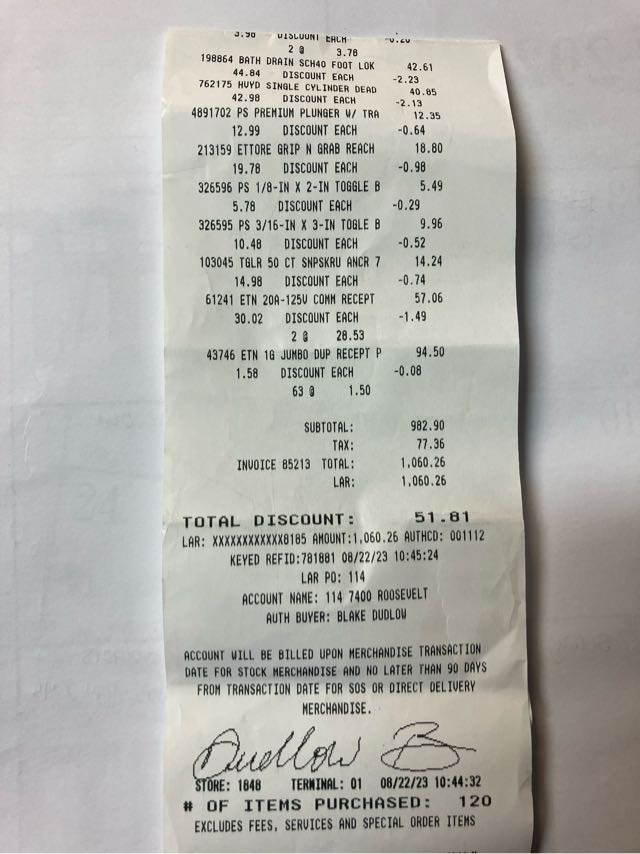 3.98 DISCOUNT EACH -0.20
2 @ 3.78
198864 BATH DRAIN SCH40 FOOT LOK 42.61
44.84 DISCOUNT EACH -2.23
762175 HVYD SINGLE CYLINDER DEAD 40.85
42.98 DISCOUNT EACH -2.13
4891702 PS PREMIUM PLUNGER W/ TRA 12.35
12.99 DISCOUNT EACH -0.64
213159 ETTORE GRIP N GRAB REACH 18.80
19.78 DISCOUNT EACH -0.98
326596 PS 1/8-IN X 2-IN TOGGLE B 5.49
5.78 DISCOUNT EACH -0.29
326595 PS 3/16-IN X 3-IN TOGLE B 9.96
10.48 DISCOUNT EACH -0.52
103045 TGLR 50 CT SNPSKRU ANCR 7 14.24
14.98 DISCOUNT EACH -0.74
61241 ETN 20A-125V COMM RECEPT 57.06
30.02 DISCOUNT EACH -1.49
2 @ 28.53
43746 ETN 1G JUMBO DUP RECEPT P 94.50
1.58 DISCOUNT EACH -0.08
63 @ 1.50
SUBTOTAL: 982.90
TAX: 77.36
INVOICE 85213 TOTAL: 1,060.26
LAR: 1,060.26
TOTAL DISCOUNT: 51.81
LAR: XXXXXXXXXXXX8185 AMOUNT:1,060.26 AUTHCD: 001112
KEYED REFID:781881 08/22/23 10:45:24
LAR PO: 114
ACCOUNT NAME: 114 7400 ROOSEVELT
AUTH BUYER: BLAKE DUDLOW
ACCOUNT WILL BE BILLED UPON MERCHANDISE TRANSACTION
DATE FOR STOCK MERCHANDISE AND NO LATER THAN 90 DAYS
FROM TRANSACTION DATE FOR SOS OR DIRECT DELIVERY
MERCHANDISE.
Dudlow B
STORE: 1848 TERMINAL: 01 08/22/23 10:44:32
# OF ITEMS PURCHASED: 120
EXCLUDES FEES, SERVICES AND SPECIAL ORDER ITEMS